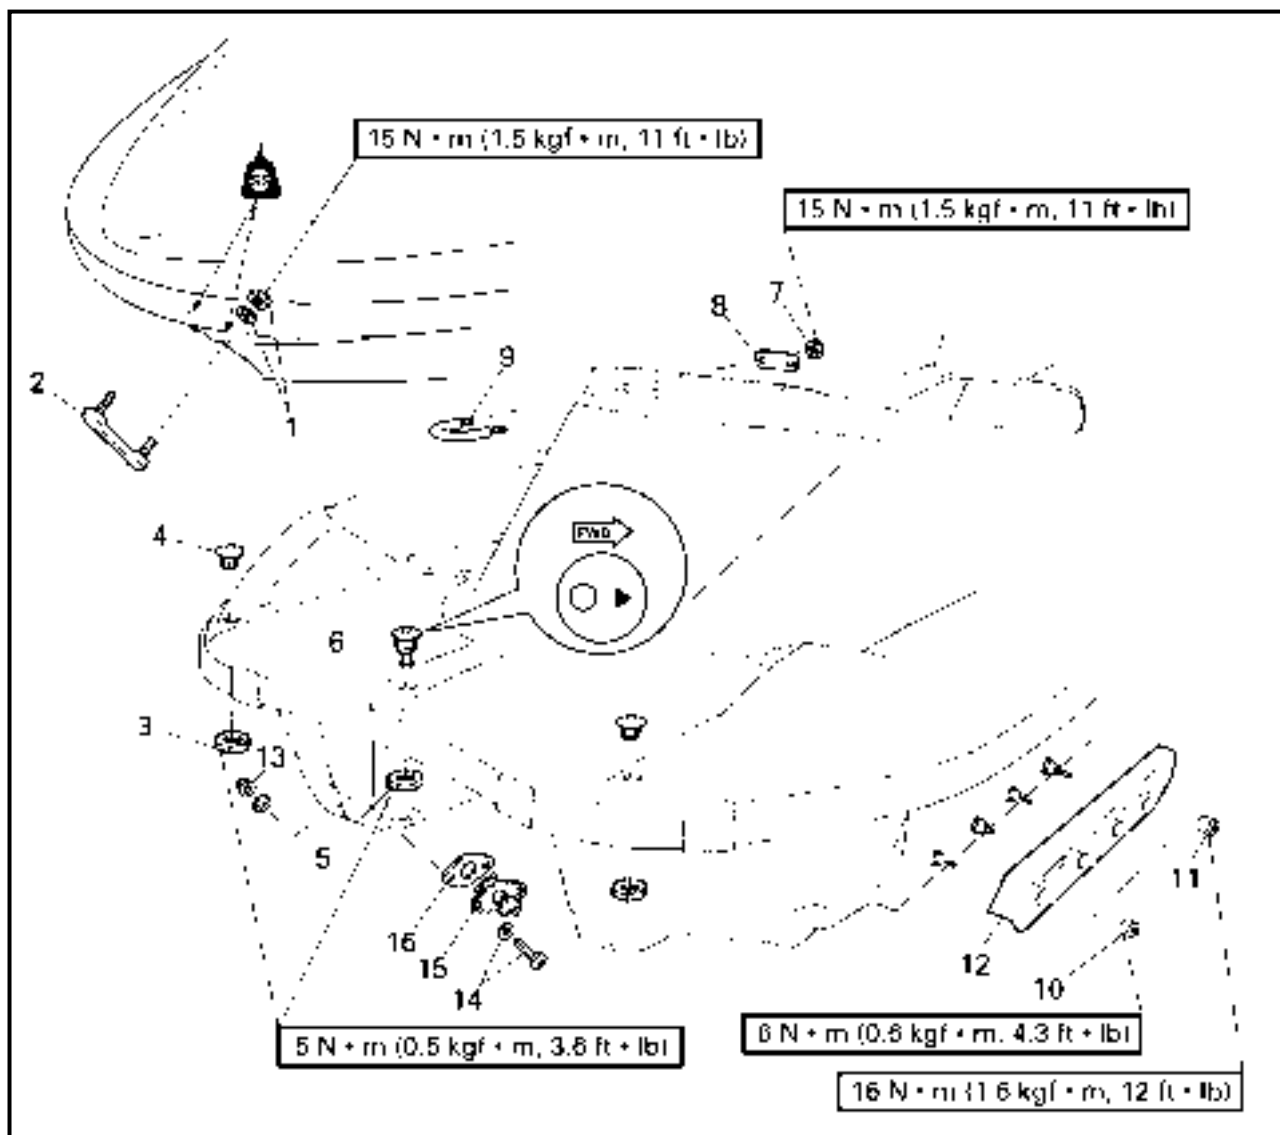 15 N • m (1.5 kgf • m, 11 ft • lb)
15 N • m (1.5 kgf • m, 11 ft • lb)
8
7
9
2
1
4
FWD
6
3
13
5
16
15
14
11
12
10
5 N • m (0.5 kgf • m, 3.6 ft • lb)
6 N • m (0.6 kgf • m, 4.3 ft • lb)
16 N • m (1.6 kgf • m, 12 ft • lb)